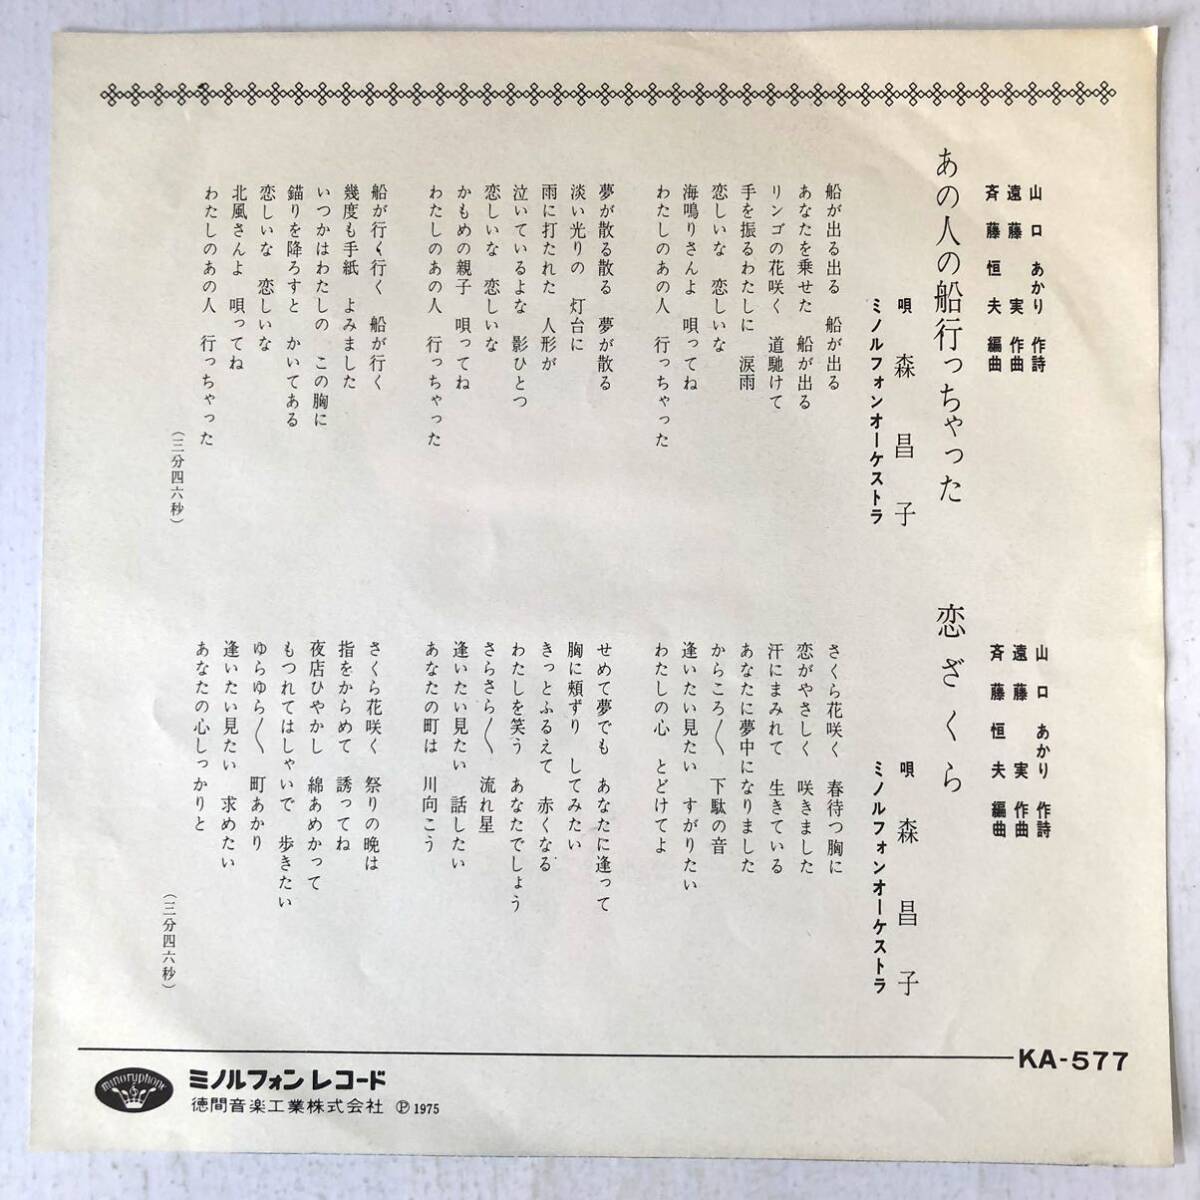 山口あかり 作詩
遠藤 実 作曲
斉藤恒夫 編曲
あの人の船行っちゃった
唄 森 昌子
ミノルフォンオーケストラ
船が出る出る 船が出る
あなたを乗せた 船が出る
リンゴの花咲く 道馳けて
手を振るわたしに 涙雨
恋しいな 恋しいな
海鳴りさんよ 唄ってね
わたしのあの人 行っちゃった
夢が散る散る 夢が散る
淡い光りの 灯台に
雨に打たれた 人形が
泣いているよな 影ひとつ
恋しいな 恋しいな
かもめの親子 唄ってね
わたしのあの人 行っちゃった
船が行く行く 船が行く
幾度も手紙 よみました
いつかはわたしの この胸に
錨りを降ろすと かいてある
恋しいな 恋しいな
北風さんよ 唄ってね
わたしのあの人 行っちゃった
(三分四六秒)
山口あかり 作詩
遠藤 実 作曲
斉藤恒夫 編曲
恋ざくら
唄 森 昌子
ミノルフォンオーケストラ
さくら花咲く 春待つ胸に
恋がやさしく 咲きました
汗にまみれて 生きている
あなたに夢中になりました
からころ〳〵 下駄の音
逢いたい見たい すがりたい
わたしの心 とどけてよ
せめて夢でも あなたに逢って
胸に頬ずり してみたい
きっとふるえて 赤くなる
わたしを笑う あなたでしょう
さらさら〳〵 流れ星
逢いたい見たい 話したい
あなたの町は 川向こう
さくら花咲く 祭りの晩は
指をからめて 誘ってね
夜店ひやかし 綿あめかって
もつれてはしゃいで 歩きたい
ゆらゆら〳〵 町あかり
逢いたい見たい 求めたい
あなたの心しっかりと
(三分四六秒)
KA-577
minoryphone
ミノルフォンレコード
徳間音楽工業株式会社 Ⓟ 1975